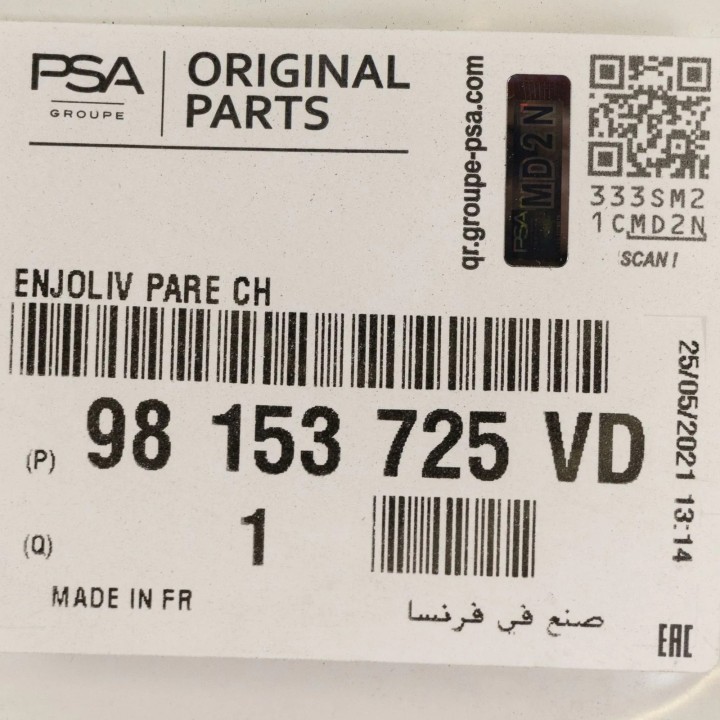 PSA
GROUPE
ORIGINAL
PARTS
qr.groupe-psa.com
PSA MD2N
333SM2
1CMD2N
SCAN!
ENJOLIV PARE CH
(P) 98 153 725 VD
(Q) 1
25/05/2021 13:14
MADE IN FR
صنع في فرنسا
EAC